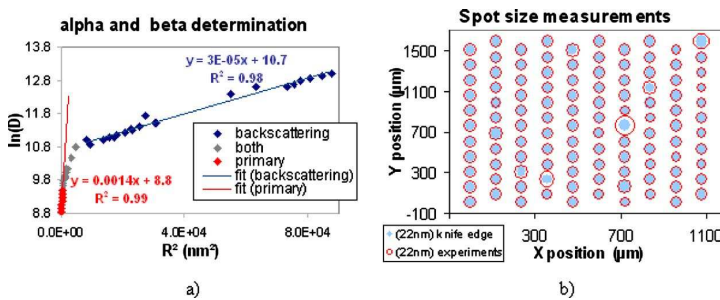 alpha and beta determination
13.8
12.8
11.8
10.8
9.8
8.8
ln(D)
y = 3E-05x + 10.7
R² = 0.98
backscattering
both
primary
fit (backscattering)
fit (primary)
y = 0.0014x + 8.8
R² = 0.99
0.0E+00
4.0E+04
8.0E+04
R² (nm²)
a)
Spot size measurements
1500
1100
700
300
-100
Y position (µm)
300
700
1100
X position (µm)
(22nm) knife edge
(22nm) experiments
b)